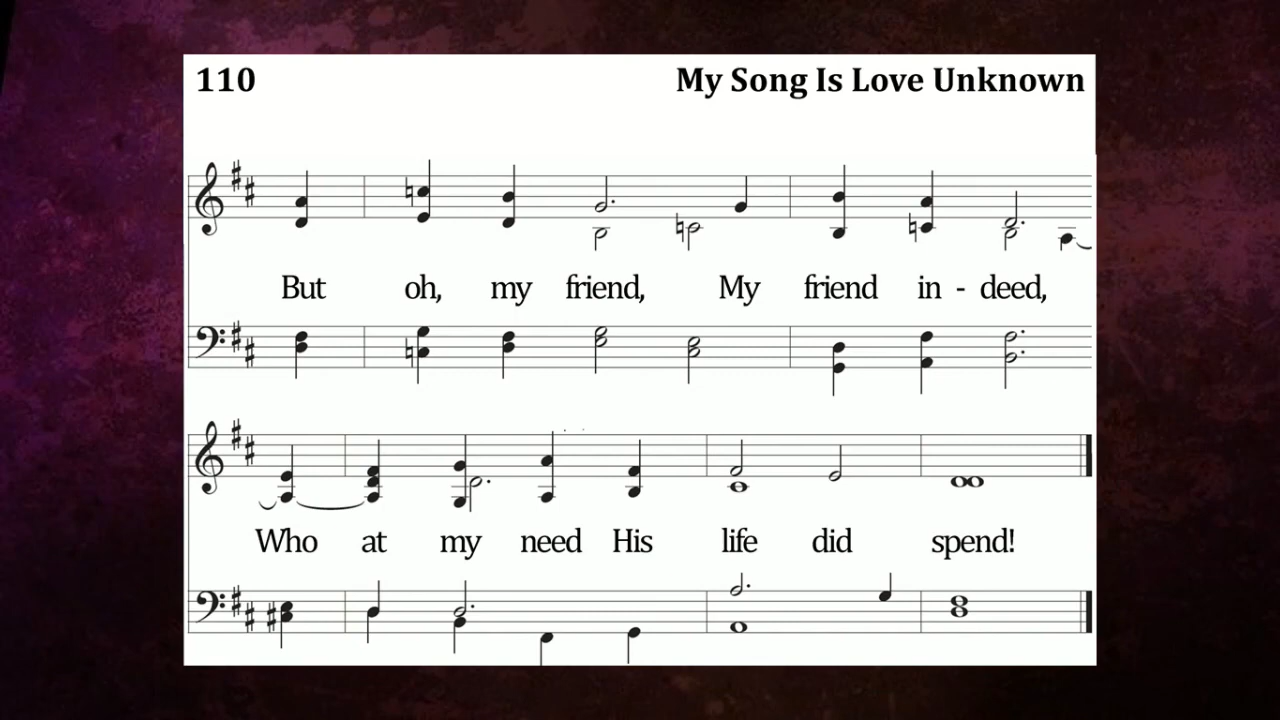 110 My Song Is Love Unknown
But oh, my friend, My friend in - deed,
Who at my need His life did spend!